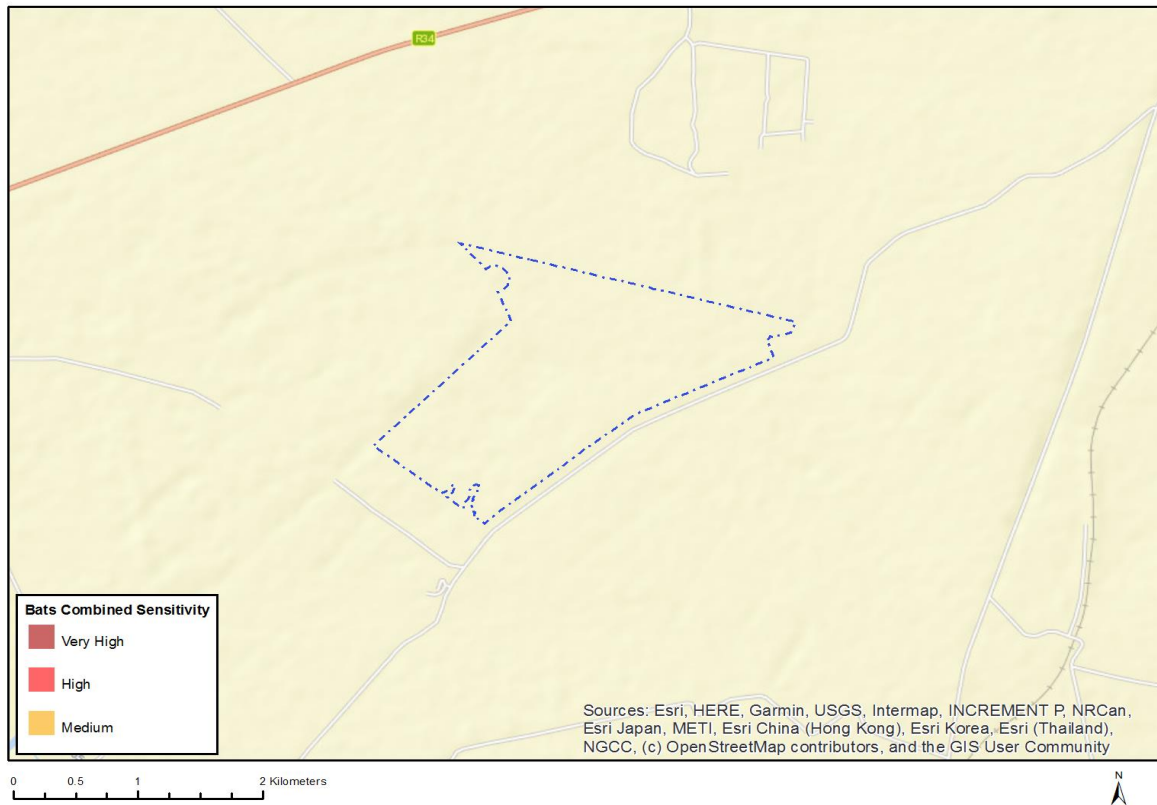 R34
Bats Combined Sensitivity
Very High
High
Medium
Sources: Esri, HERE, Garmin, USGS, Intermap, INCREMENT P, NRCan,
Esri Japan, METI, Esri China (Hong Kong), Esri Korea, Esri (Thailand),
NGCC, (c) OpenStreetMap contributors, and the GIS User Community
0 0.5 1 2 Kilometers
N